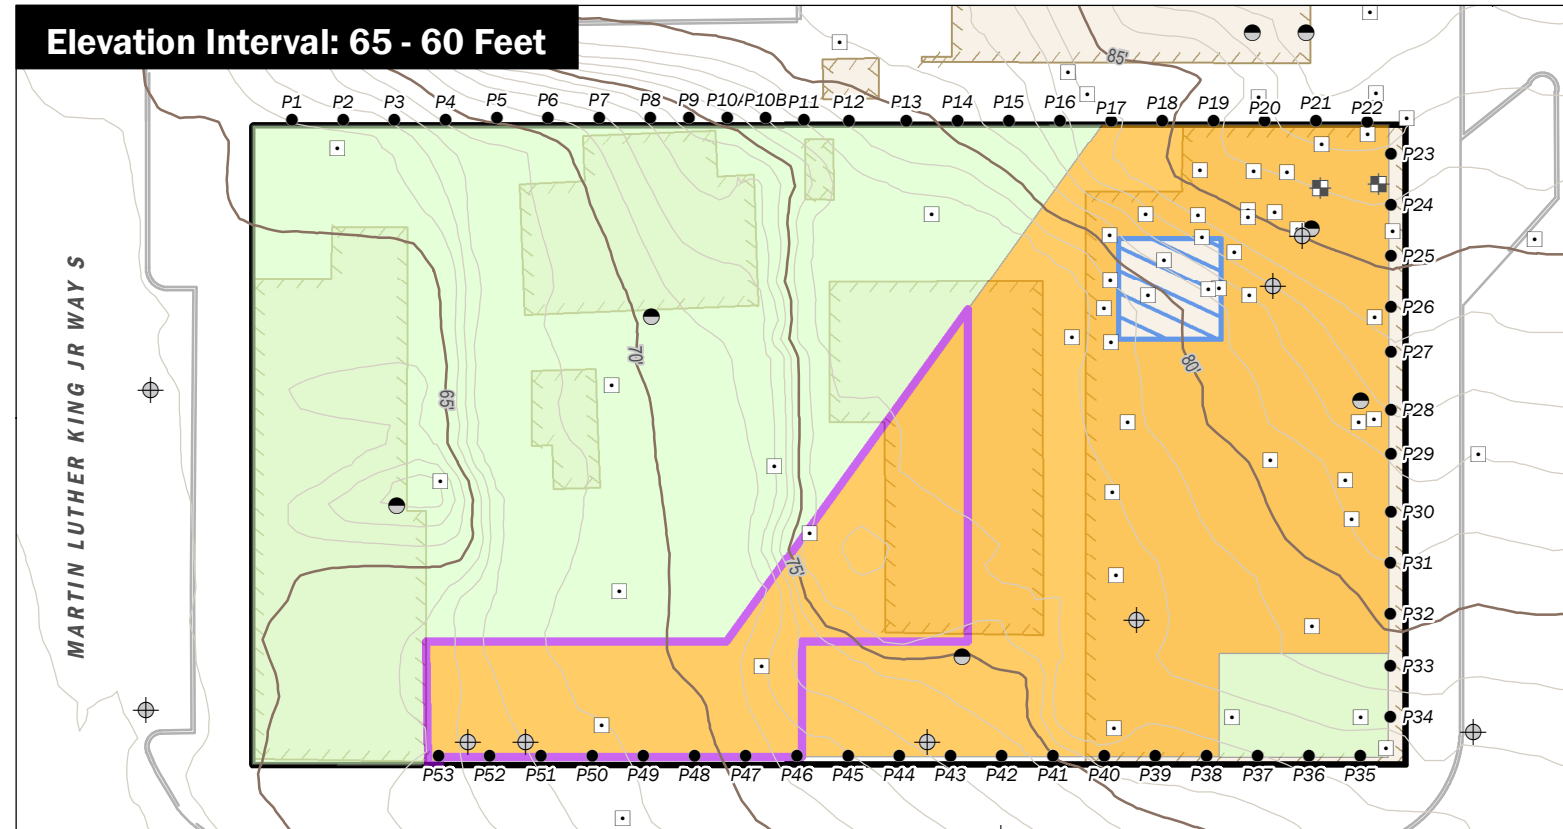 Elevation Interval: 65 - 60 Feet
85'
P1 P2 P3 P4 P5 P6 P7 P8 P9 P10A P10B P11 P12 P13 P14 P15 P16 P17 P18 P19 P20 P21 P22
P23
P24
P25
P26
P27
P28
P29
P30
P31
P32
P33
P34
70'
80'
65'
75'
MARTIN LUTHER KING JR WAY S
P53 P52 P51 P50 P49 P48 P47 P46 P45 P44 P43 P42 P41 P40 P39 P38 P37 P36 P35